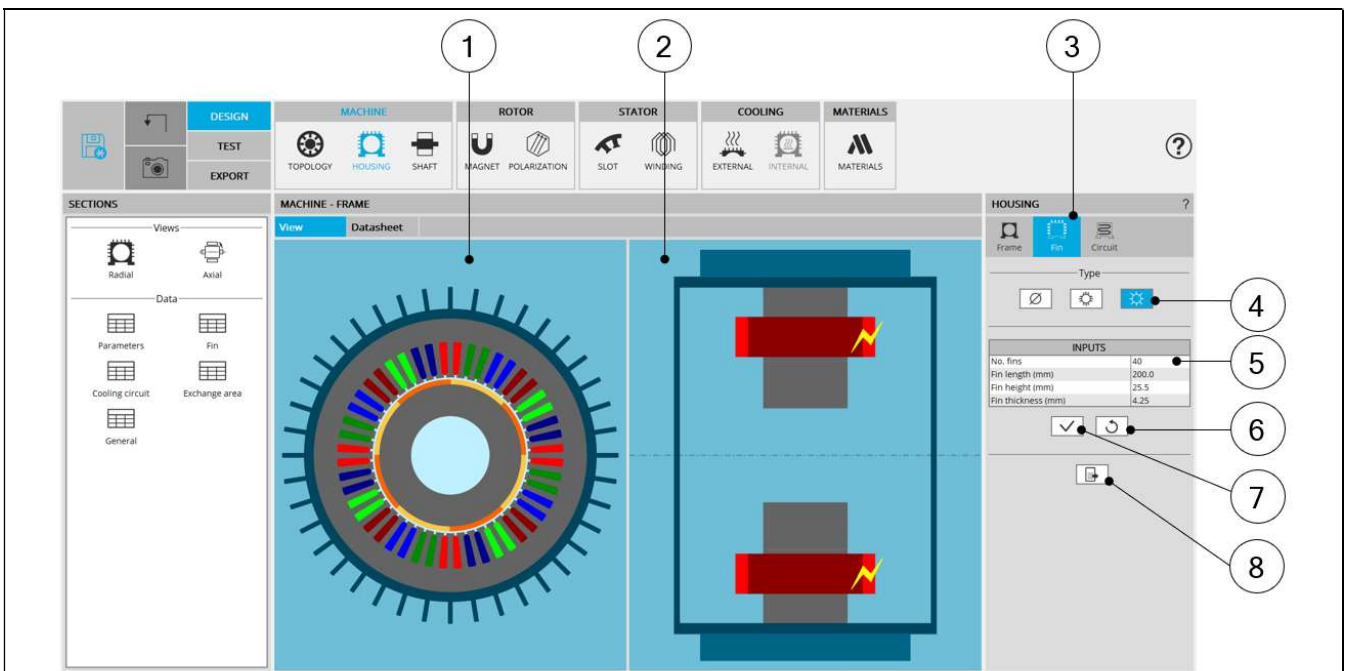 1
2
3
DESIGN
TEST
EXPORT
MACHINE
ROTOR
STATOR
COOLING
MATERIALS
TOPOLOGY
HOUSING
SHAFT
MAGNET
POLARIZATION
SLOT
WINDING
EXTERNAL
INTERNAL
MATERIALS
?
SECTIONS
Views
Radial
Axial
Data
Parameters
Fin
Cooling circuit
Exchange area
General
MACHINE - FRAME
View
Datasheet
HOUSING ?
Frame
Fin
Circuit
Type
4
INPUTS
No. fins 40
Fin length (mm) 200.0
Fin height (mm) 25.5
Fin thickness (mm) 4.25
5
6
7
8